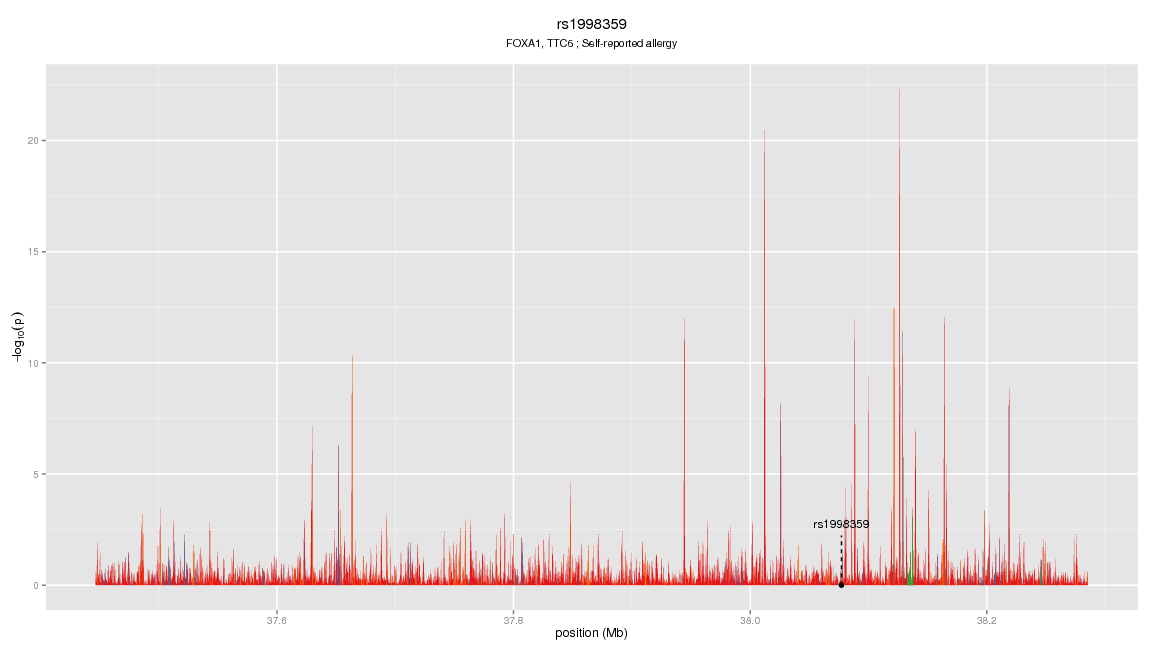 rs1998359
FOXA1, TTC6 ; Self-reported allergy
−log10(p)
20
15
10
5
0
rs1998359
37.6
37.8
38.0
38.2
position (Mb)